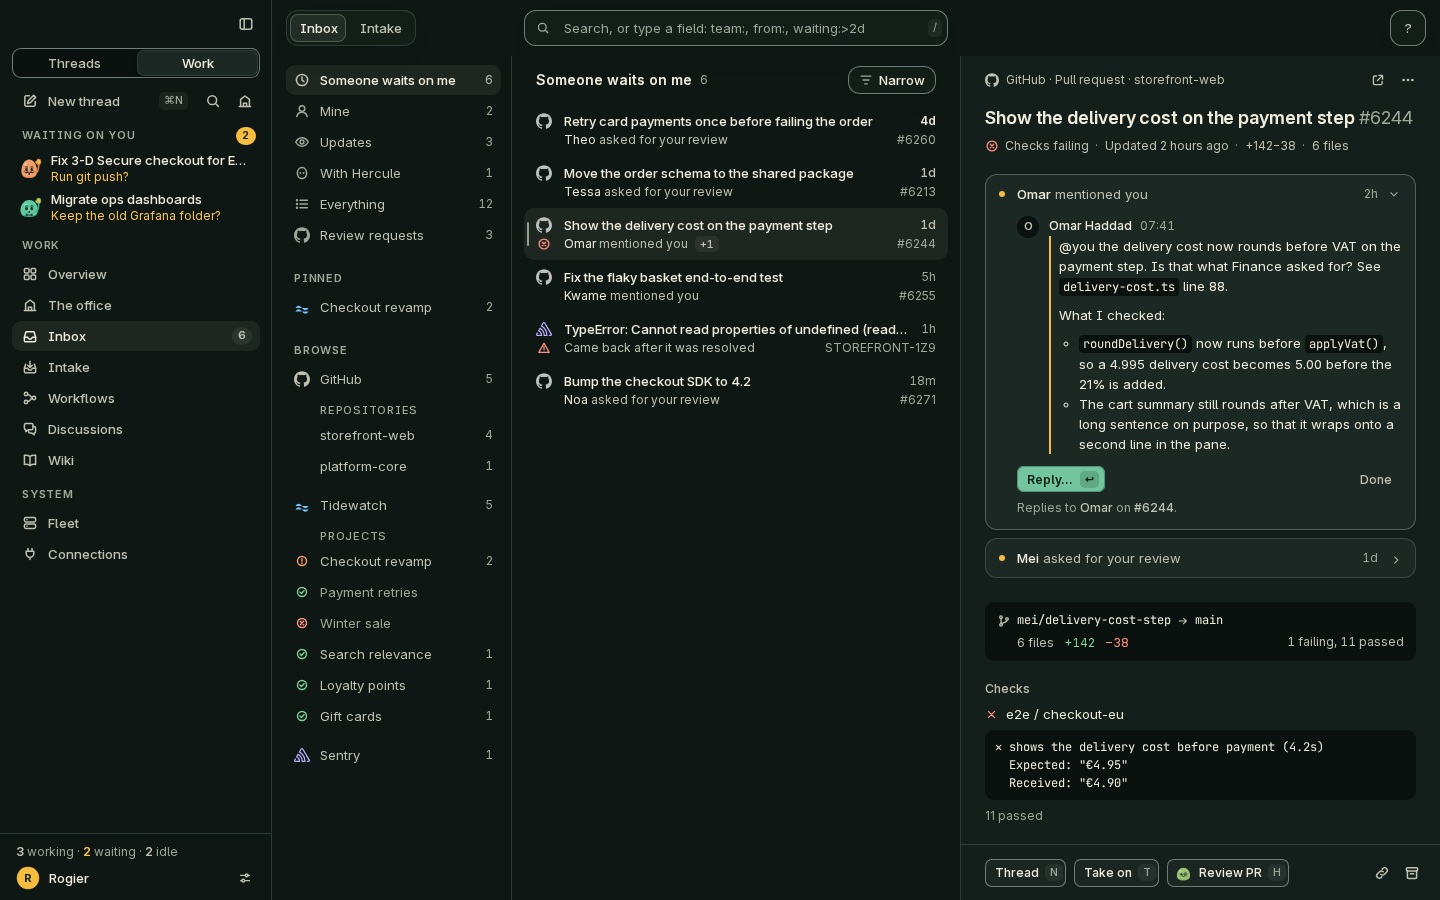 Threads
Work
New thread
⌘N
WAITING ON YOU
2
Fix 3-D Secure checkout for E…
Run git push?
Migrate ops dashboards
Keep the old Grafana folder?
WORK
Overview
The office
Inbox
6
Intake
Workflows
Discussions
Wiki
SYSTEM
Fleet
Connections
3 working · 2 waiting · 2 idle
R
Rogier
Inbox
Intake
Someone waits on me
6
Mine
2
Updates
3
With Hercule
1
Everything
12
Review requests
3
PINNED
Checkout revamp
2
BROWSE
GitHub
5
REPOSITORIES
storefront-web
4
platform-core
1
Tidewatch
5
PROJECTS
Checkout revamp
2
Payment retries
Winter sale
Search relevance
1
Loyalty points
1
Gift cards
1
Sentry
1
Search, or type a field: team:, from:, waiting:>2d
/
?
Someone waits on me 6
Narrow
Retry card payments once before failing the order
4d
Theo asked for your review
#6260
Move the order schema to the shared package
1d
Tessa asked for your review
#6213
Show the delivery cost on the payment step
1d
Omar mentioned you +1
#6244
Fix the flaky basket end-to-end test
5h
Kwame mentioned you
#6255
TypeError: Cannot read properties of undefined (read…
1h
Came back after it was resolved
STOREFRONT-1Z9
Bump the checkout SDK to 4.2
18m
Noa asked for your review
#6271
GitHub · Pull request · storefront-web
Show the delivery cost on the payment step #6244
Checks failing · Updated 2 hours ago · +142−38 · 6 files
Omar mentioned you
2h
O
Omar Haddad 07:41
@you the delivery cost now rounds before VAT on the
payment step. Is that what Finance asked for? See
delivery-cost.ts line 88.
What I checked:
roundDelivery() now runs before applyVat(),
so a 4.995 delivery cost becomes 5.00 before the
21% is added.
The cart summary still rounds after VAT, which is a
long sentence on purpose, so that it wraps onto a
second line in the pane.
Reply… ↩
Done
Replies to Omar on #6244.
Mei asked for your review
1d
mei/delivery-cost-step → main
6 files +142 −38
1 failing, 11 passed
Checks
e2e / checkout-eu
× shows the delivery cost before payment (4.2s)
Expected: "€4.95"
Received: "€4.90"
11 passed
Thread N
Take on T
Review PR H